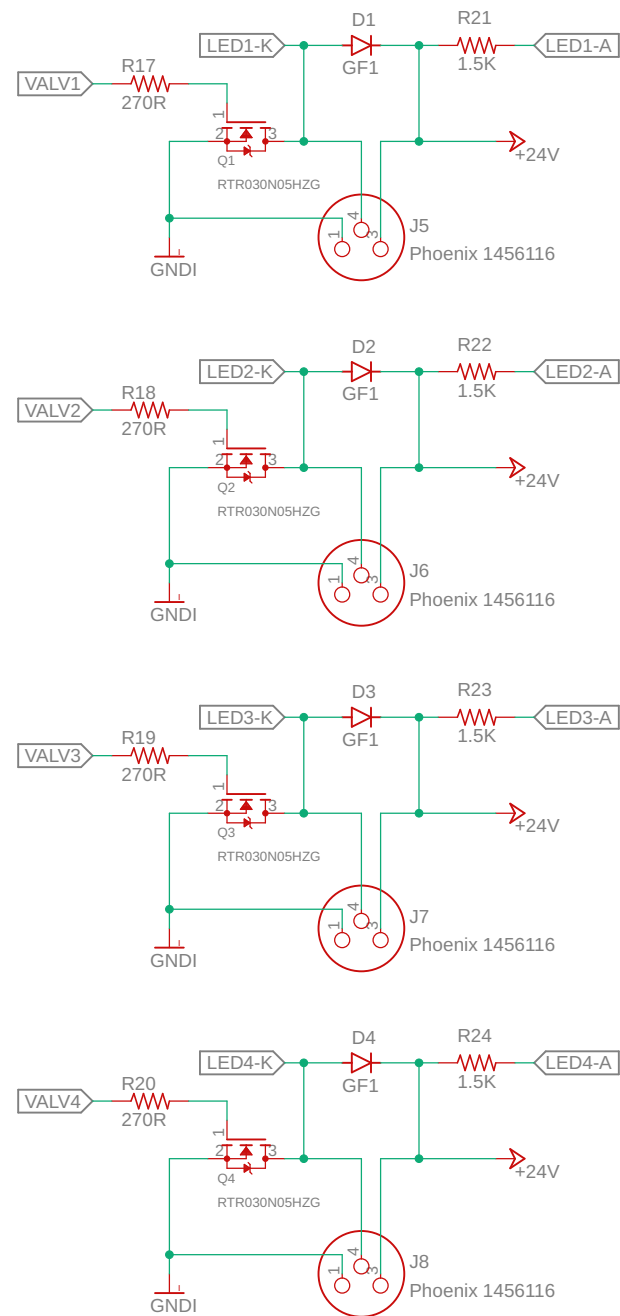 D1
R21
LED1-K
LED1-A
GF1
1.5K
R17
VALV1
270R
1
2
3
+24V
Q1
RTR030N05HZG
4
1
3
J5
Phoenix 1456116
1
GNDI
D2
R22
LED2-K
LED2-A
GF1
1.5K
R18
VALV2
270R
1
2
3
+24V
Q2
RTR030N05HZG
4
1
3
J6
Phoenix 1456116
1
GNDI
D3
R23
LED3-K
LED3-A
GF1
1.5K
R19
VALV3
270R
1
2
3
+24V
Q3
RTR030N05HZG
4
1
3
J7
Phoenix 1456116
1
GNDI
D4
R24
LED4-K
LED4-A
GF1
1.5K
R20
VALV4
270R
1
2
3
+24V
Q4
RTR030N05HZG
4
1
3
J8
Phoenix 1456116
1
GNDI